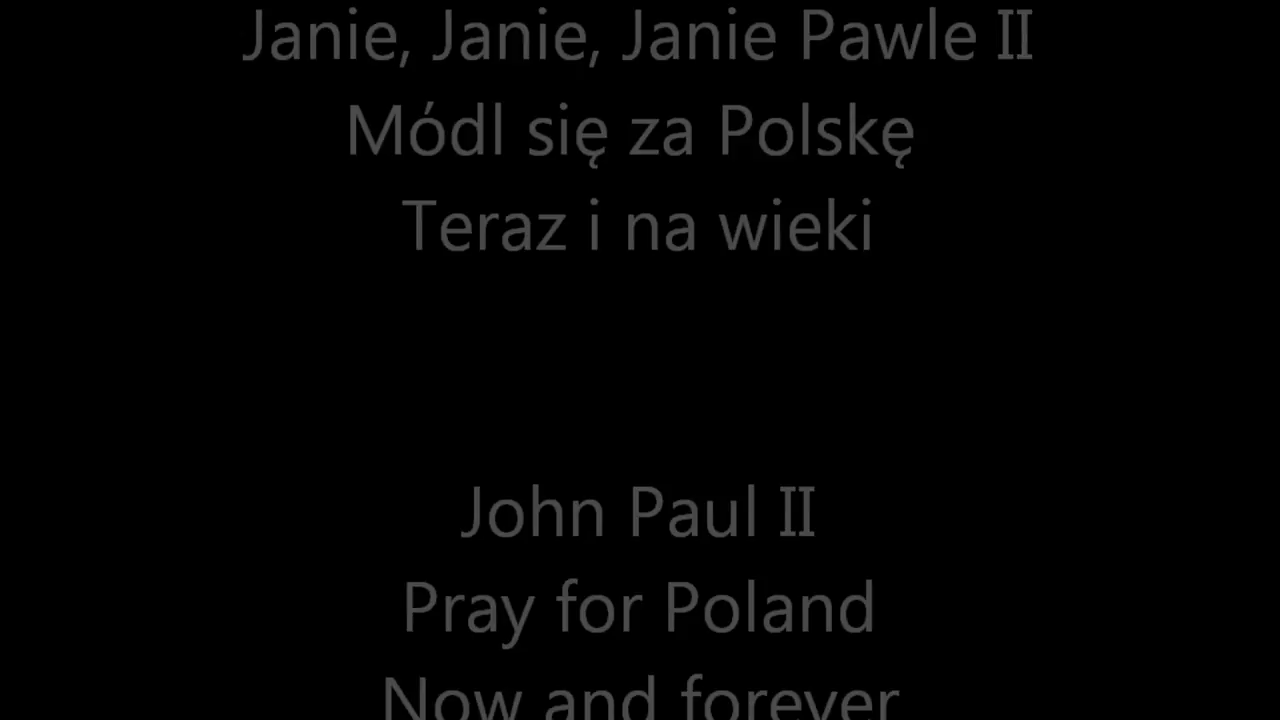 Janie, Janie, Janie Pawle II
Módl się za Polskę
Teraz i na wieki
John Paul II
Pray for Poland
Now and forever